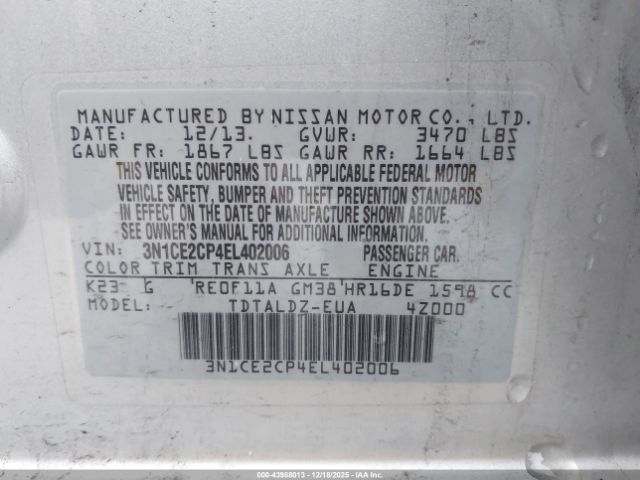 MANUFACTURED BY NISSAN MOTOR CO., LTD.
DATE: 12/13. GVWR: 3470 LBS
GAWR FR: 1867 LBS GAWR RR: 1664 LBS
THIS VEHICLE CONFORMS TO ALL APPLICABLE FEDERAL MOTOR
VEHICLE SAFETY, BUMPER AND THEFT PREVENTION STANDARDS
IN EFFECT ON THE DATE OF MANUFACTURE SHOWN ABOVE.
SEE OWNER'S MANUAL FOR ADDITIONAL INFORMATION.
VIN: 3N1CE2CP4EL402006 PASSENGER CAR.
COLOR TRIM TRANS AXLE ENGINE
K23 G RE0F11A GM38 HR16DE 1598 CC
MODEL: TDTALDZ-EUA 4Z000
3N1CE2CP4EL402006
000-43988013 - 12/18/2025 - IAA Inc.